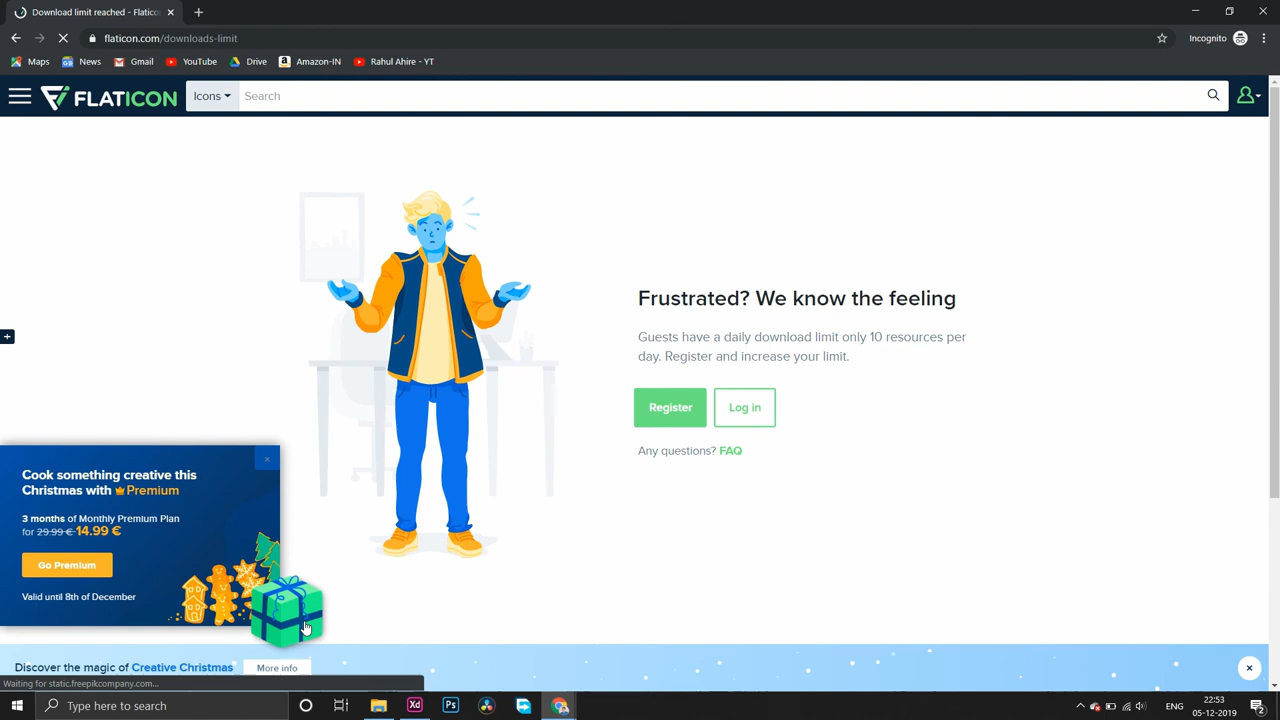 Download limit reached - Flatico
flaticon.com/downloads-limit
Incognito
Maps
News
Gmail
YouTube
Drive
Amazon-IN
Rahul Ahire - YT
FLATICON
Icons
Search
Frustrated? We know the feeling
Guests have a daily download limit only 10 resources per
day. Register and increase your limit.
Register
Log in
Any questions? FAQ
Cook something creative this
Christmas with Premium
3 months of Monthly Premium Plan
for 29.99 € 14.99 €
Go Premium
Valid until 8th of December
Discover the magic of Creative Christmas
More info
Waiting for static.freepikcompany.com...
Type here to search
Xd
Ps
ENG
22:53
05-12-2019
2